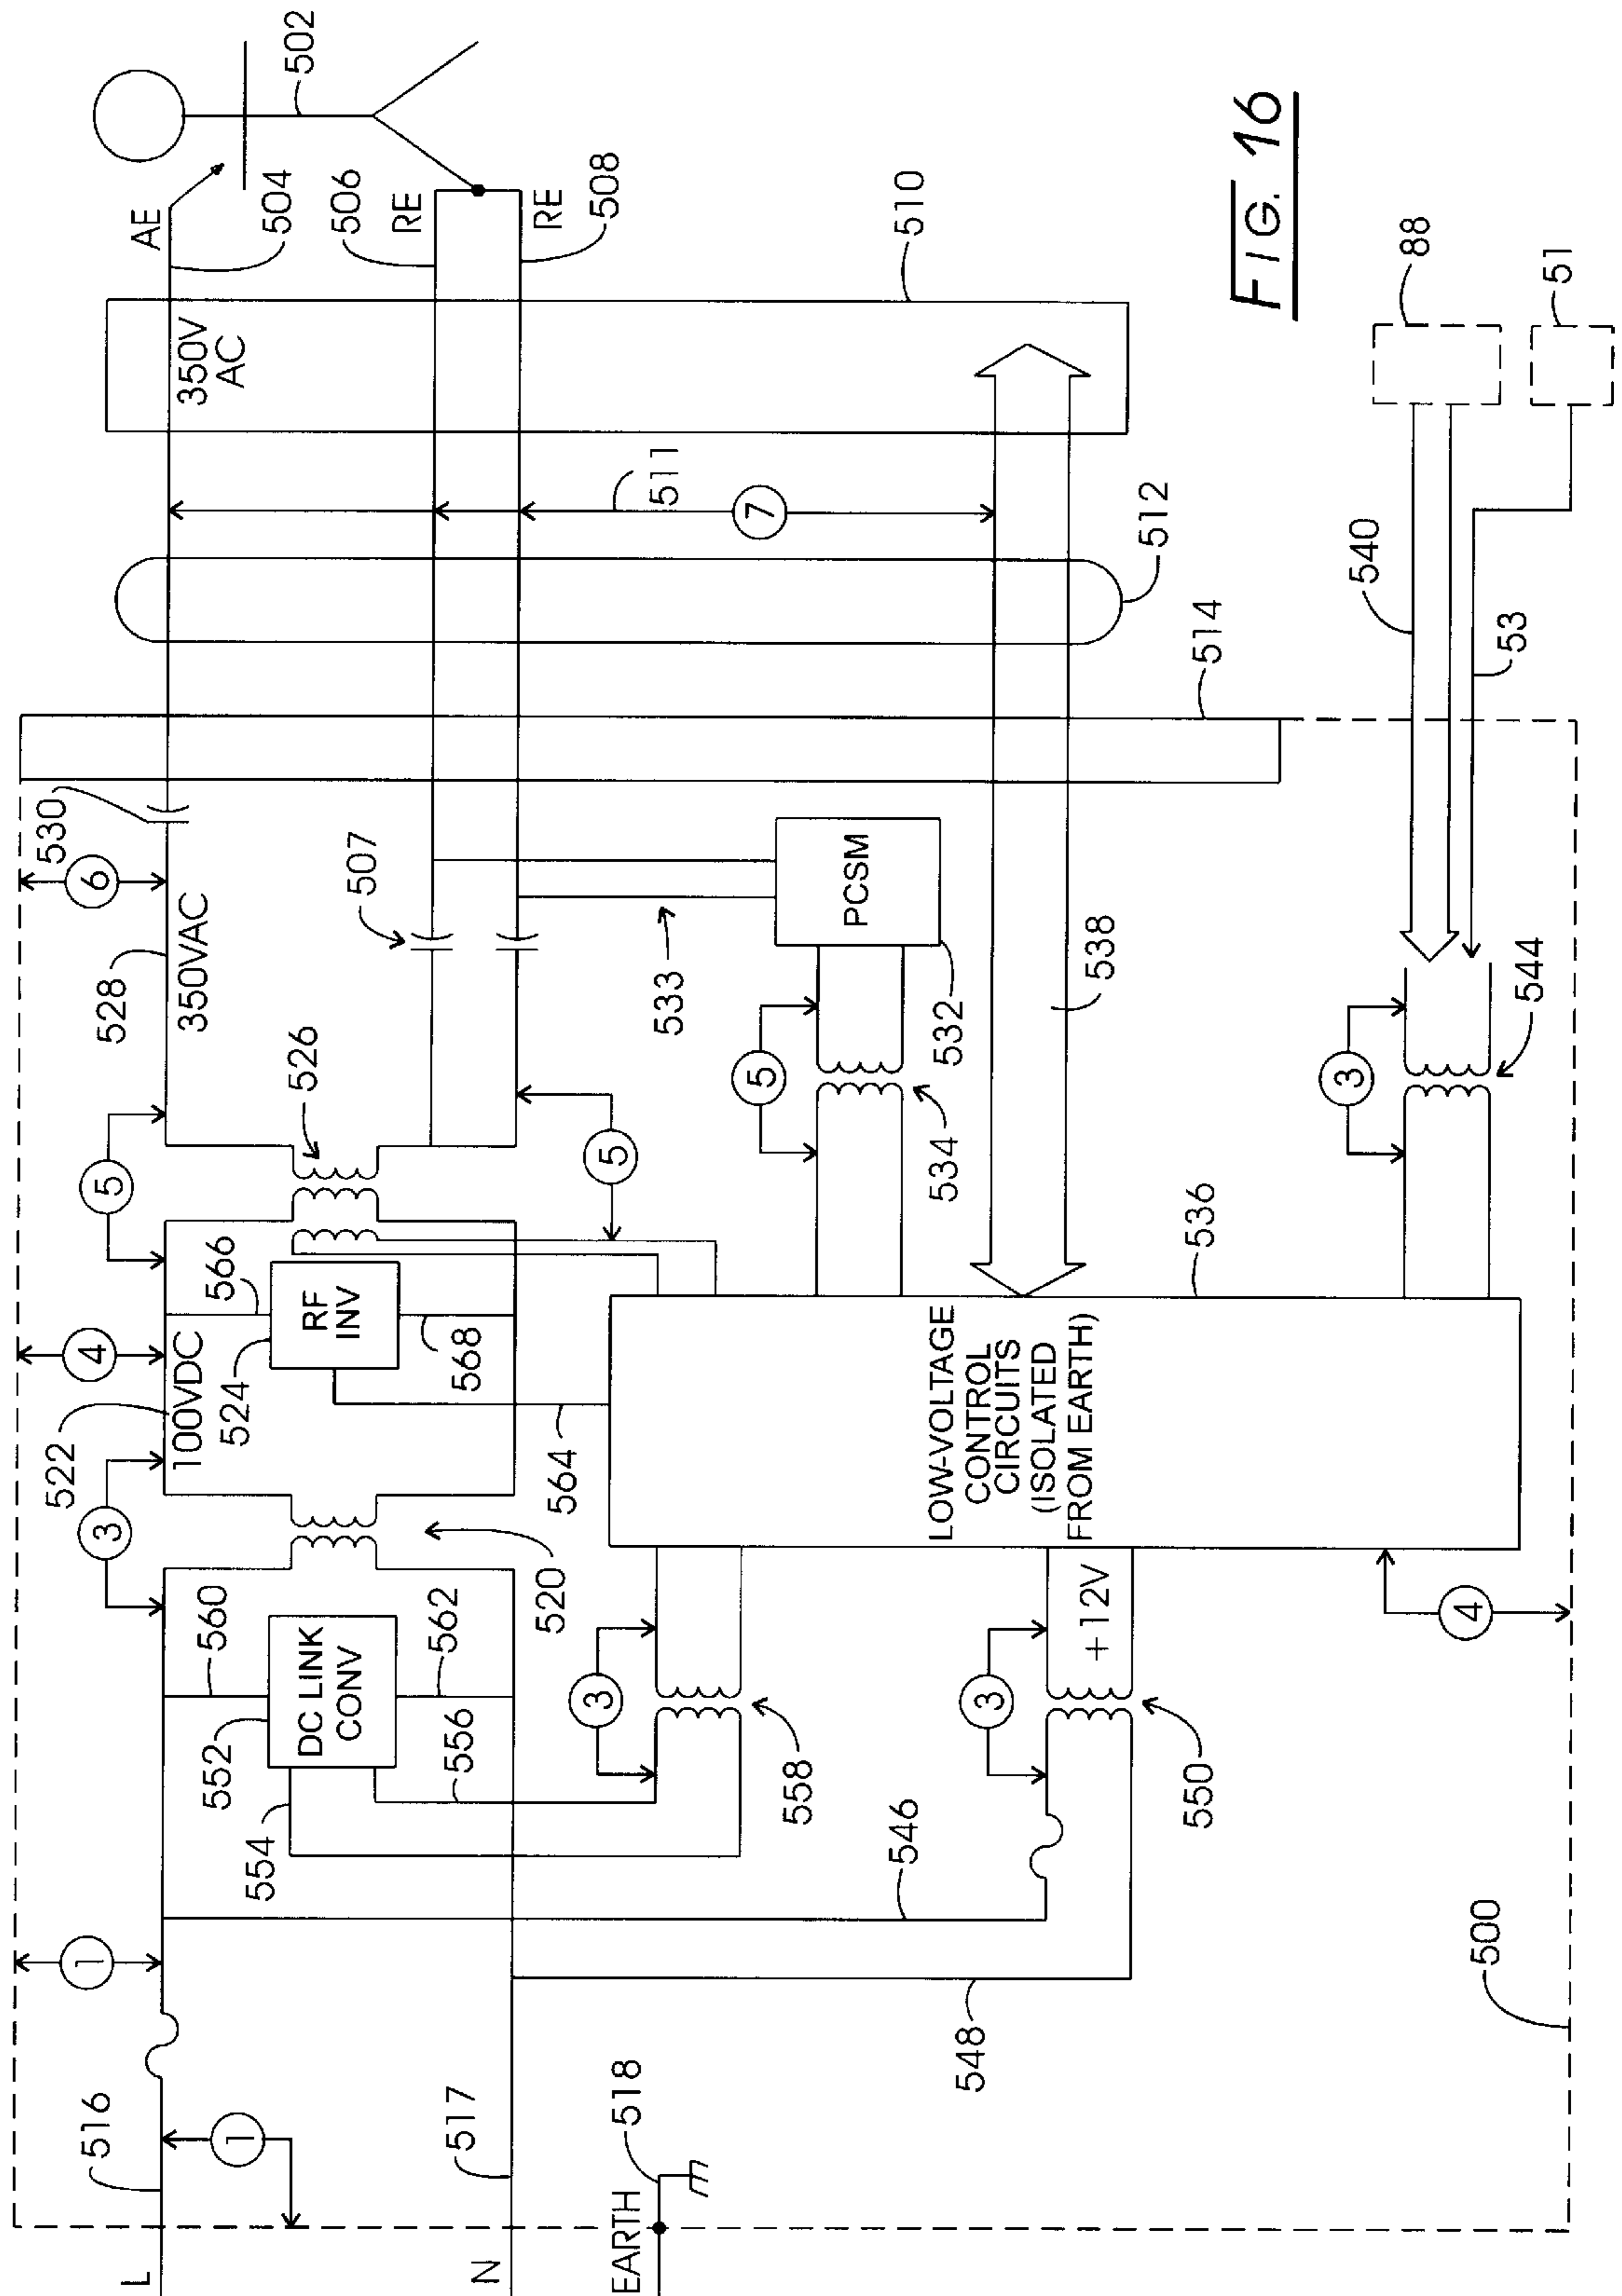 L
516
1
1
560
3
522
100VDC
4
566
5
528
350VAC
6
530
350V
AC
AE
504
502
552
DC LINK
CONV
562
554
556
520
524
RF
INV
568
526
507
506
RE
RE
508
N
517
EARTH
518
3
558
564
5
533
5
534
PCSM
532
511
7
512
510
546
548
3
+12V
550
LOW-VOLTAGE
CONTROL
CIRCUITS
(ISOLATED
FROM EARTH)
536
538
514
4
3
544
540
53
88
51
500
FIG. 16